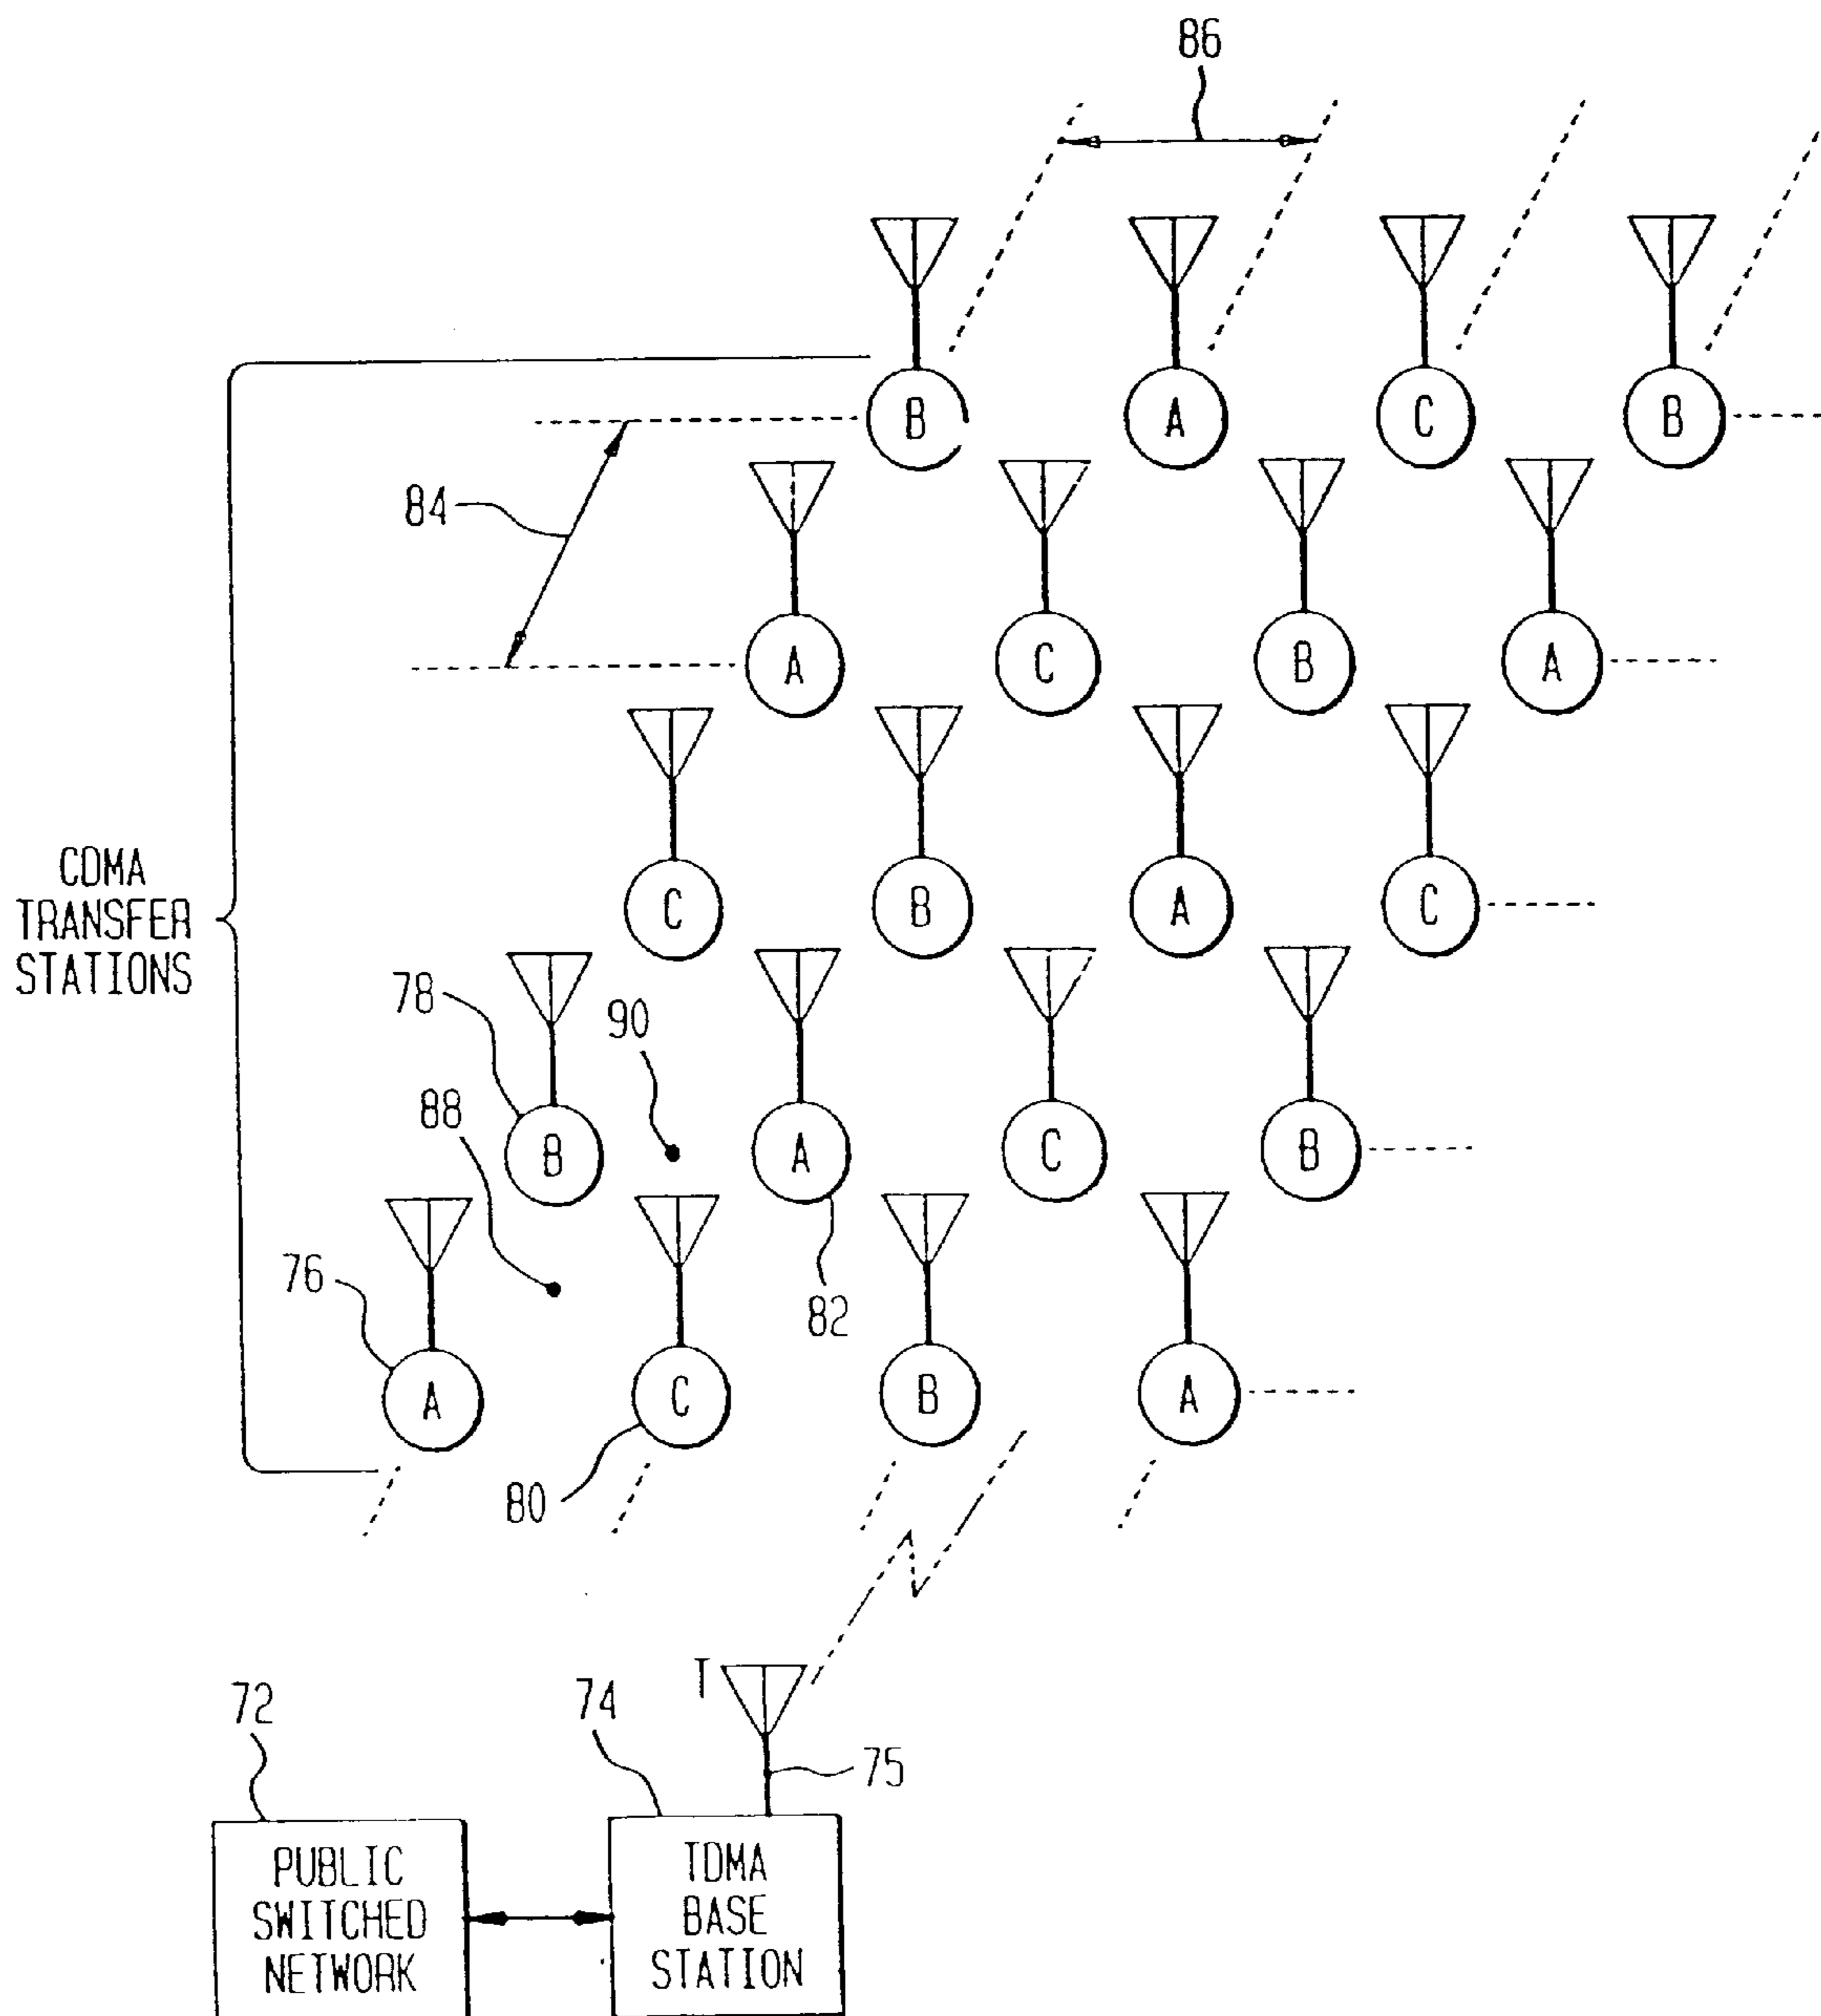 86
B A C B
84
A C B A
CDMA
TRANSFER
STATIONS
C B A C
78
90
88
B A C B
76
82
A C B A
80
T
72
74
75
PUBLIC
SWITCHED
NETWORK
TDMA
BASE
STATION